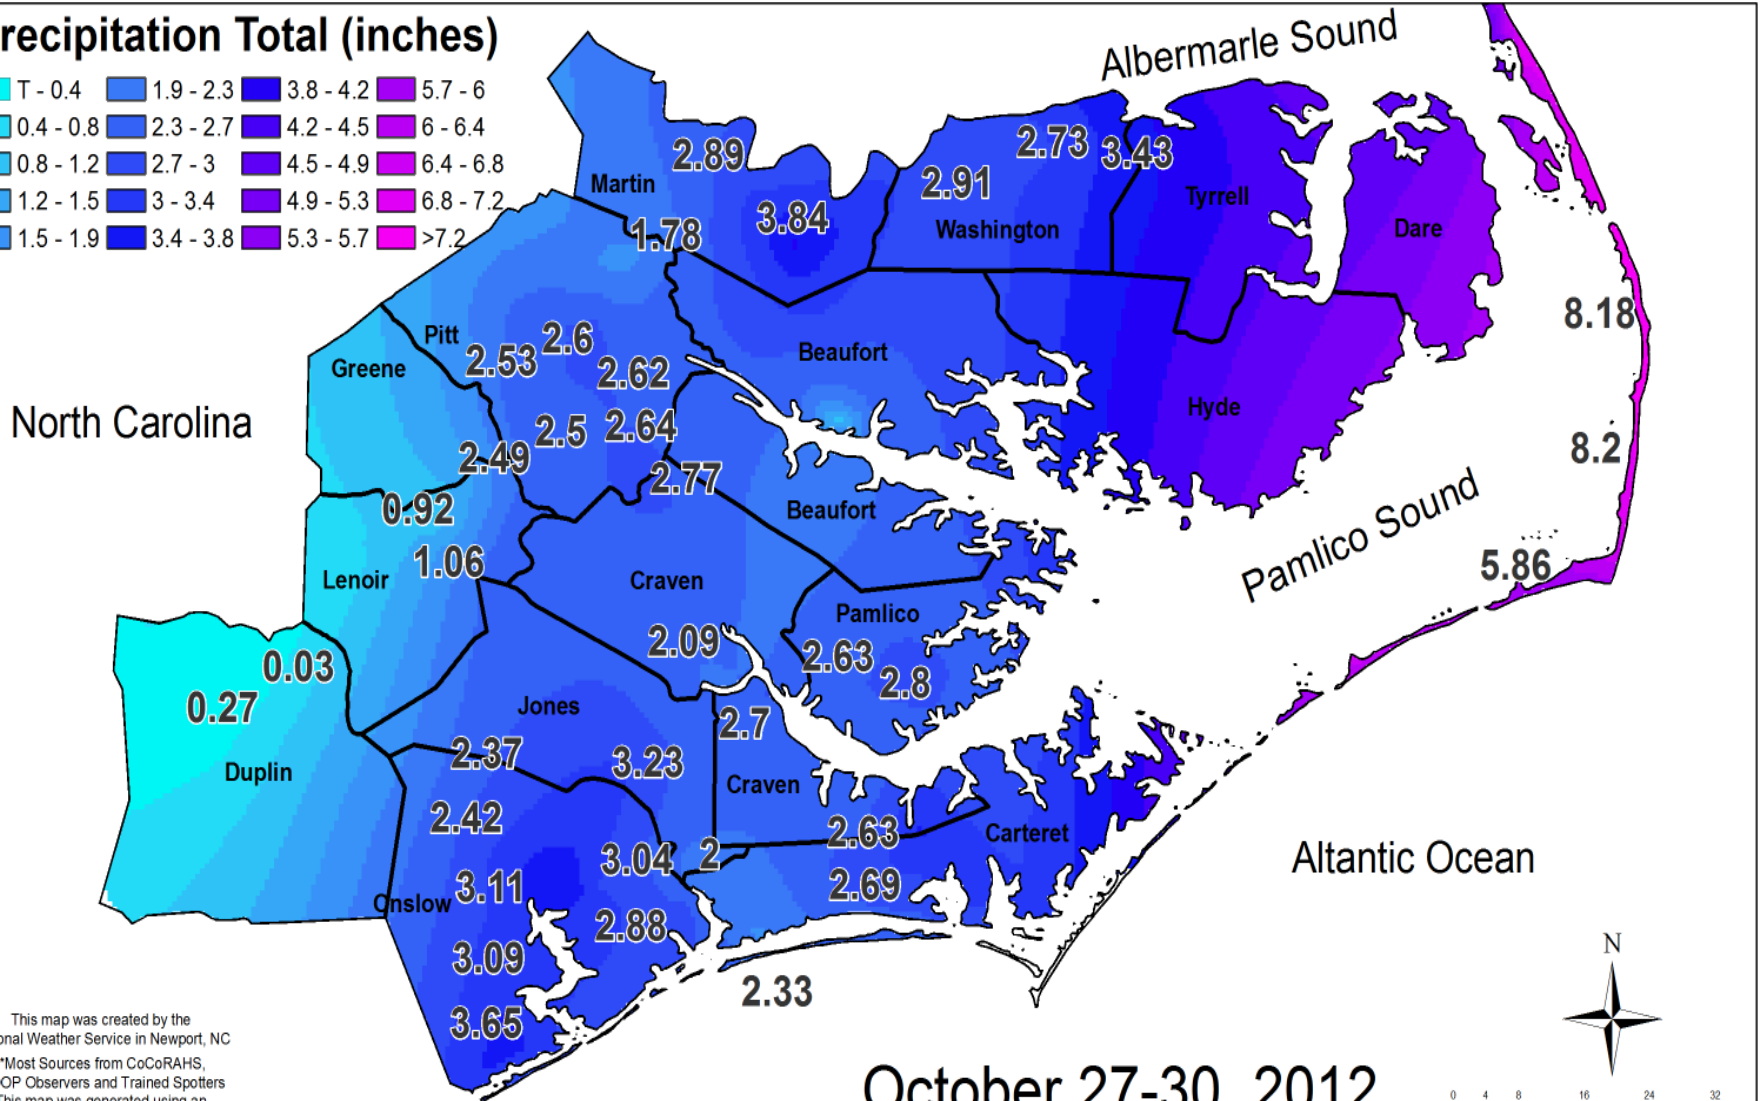 recipitation Total (inches)
T - 0.4 1.9 - 2.3 3.8 - 4.2 5.7 - 6
0.4 - 0.8 2.3 - 2.7 4.2 - 4.5 6 - 6.4
0.8 - 1.2 2.7 - 3 4.5 - 4.9 6.4 - 6.8
1.2 - 1.5 3 - 3.4 4.9 - 5.3 6.8 - 7.2
1.5 - 1.9 3.4 - 3.8 5.3 - 5.7 >7.2
Albermarle Sound
2.89
2.73 3.43
Martin
2.91
Tyrrell
3.84
1.78
Washington
Dare
8.18
Pitt
2.6
2.53
Beaufort
Greene
2.62
Hyde
North Carolina
2.5 2.64
8.2
2.49
2.77
0.92
Beaufort
Pamlico Sound
1.06
5.86
Lenoir
Craven
Pamlico
2.09
0.03
2.63
2.8
0.27
Jones
2.7
2.37
3.23
Duplin
Craven
2.42
2.63
Carteret
3.04 2
Altantic Ocean
3.11
2.69
Onslow
2.88
3.09
N
2.33
3.65
This map was created by the
onal Weather Service in Newport, NC
*Most Sources from CoCoRAHS,
OP Observers and Trained Spotters
This map was generated using an
October 27-30, 2012
0 4 8 16 24 32